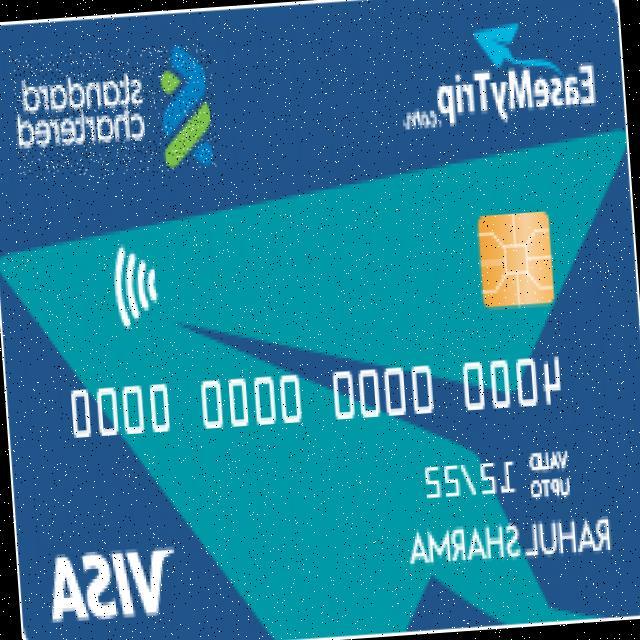 EaseMyTrip.com
standard
chartered
4000 0000 0000 0000
VALID
UPTO 12/22
RAHUL SHARMA
VISA